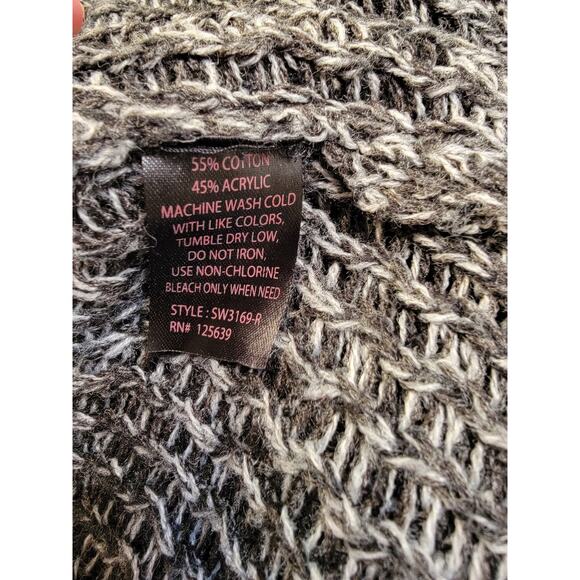 55% COTTON
45% ACRYLIC
MACHINE WASH COLD
WITH LIKE COLORS,
TUMBLE DRY LOW,
DO NOT IRON,
USE NON-CHLORINE
BLEACH ONLY WHEN NEED
STYLE : SW3169-R
RN# 125639